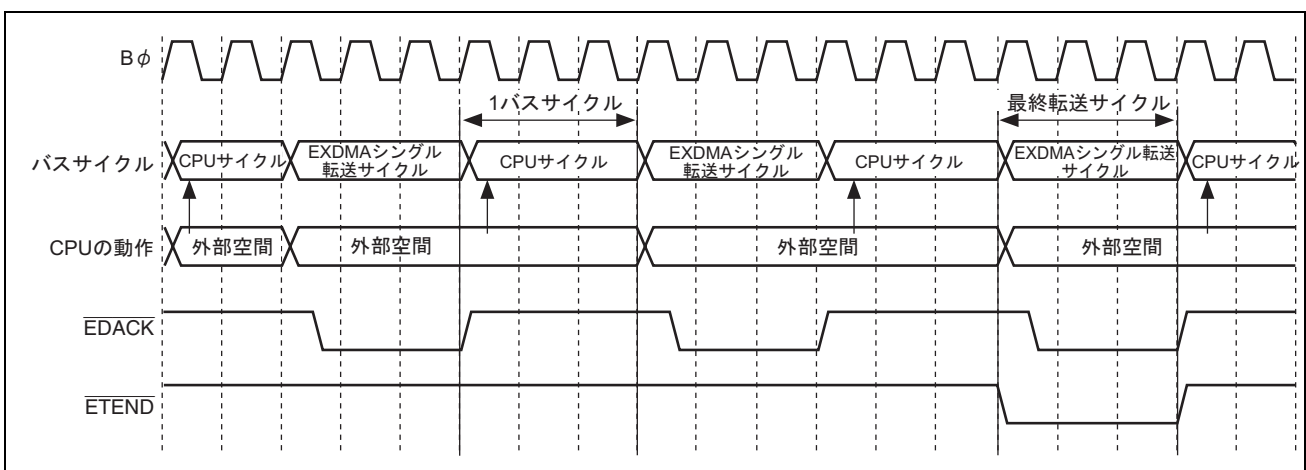 Bφ
1バスサイクル
最終転送サイクル
バスサイクル
CPUサイクル
EXDMAシングル
転送サイクル
CPUサイクル
EXDMAシングル
転送サイクル
CPUサイクル
EXDMAシングル転送
サイクル
CPUサイクル
CPUの動作
外部空間
外部空間
外部空間
外部空間
EDACK
ETEND